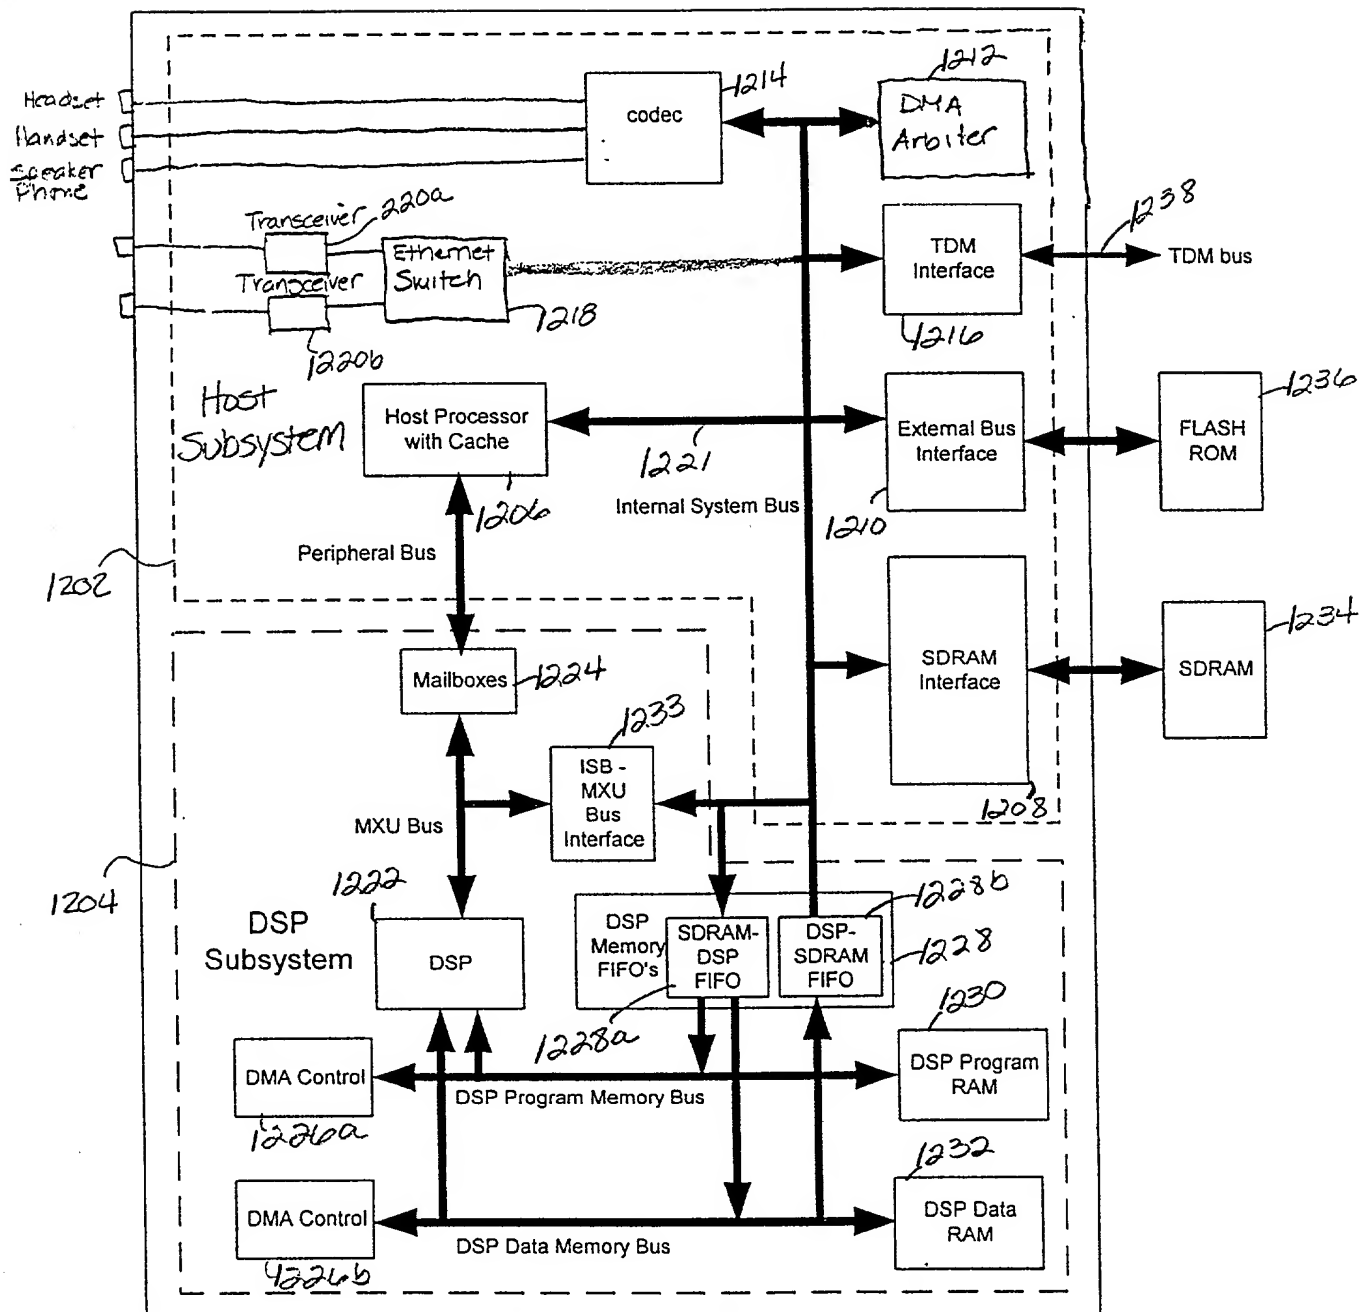 1212
1214
Headset
codec
DMA
Arbiter
Handset
Speaker
Phone
Transceiver
220a
1238
Ethernet
Switch
TDM
Interface
TDM bus
Transceiver
1218
1216
1220b
1236
Host
Subsystem
Host Processor
with Cache
External Bus
Interface
FLASH
ROM
1221
1206
Internal System Bus
1210
Peripheral Bus
1202
1234
Mailboxes
1224
SDRAM
Interface
SDRAM
1233
ISB -
MXU
Bus
Interface
1208
MXU Bus
1222
1228b
1204
DSP
Subsystem
DSP
DSP
Memory
FIFO's
SDRAM-
DSP
FIFO
DSP-
SDRAM
FIFO
1228
1230
1228a
DMA Control
DSP Program
RAM
DSP Program Memory Bus
1226a
1232
DMA Control
DSP Data
RAM
DSP Data Memory Bus
1226b